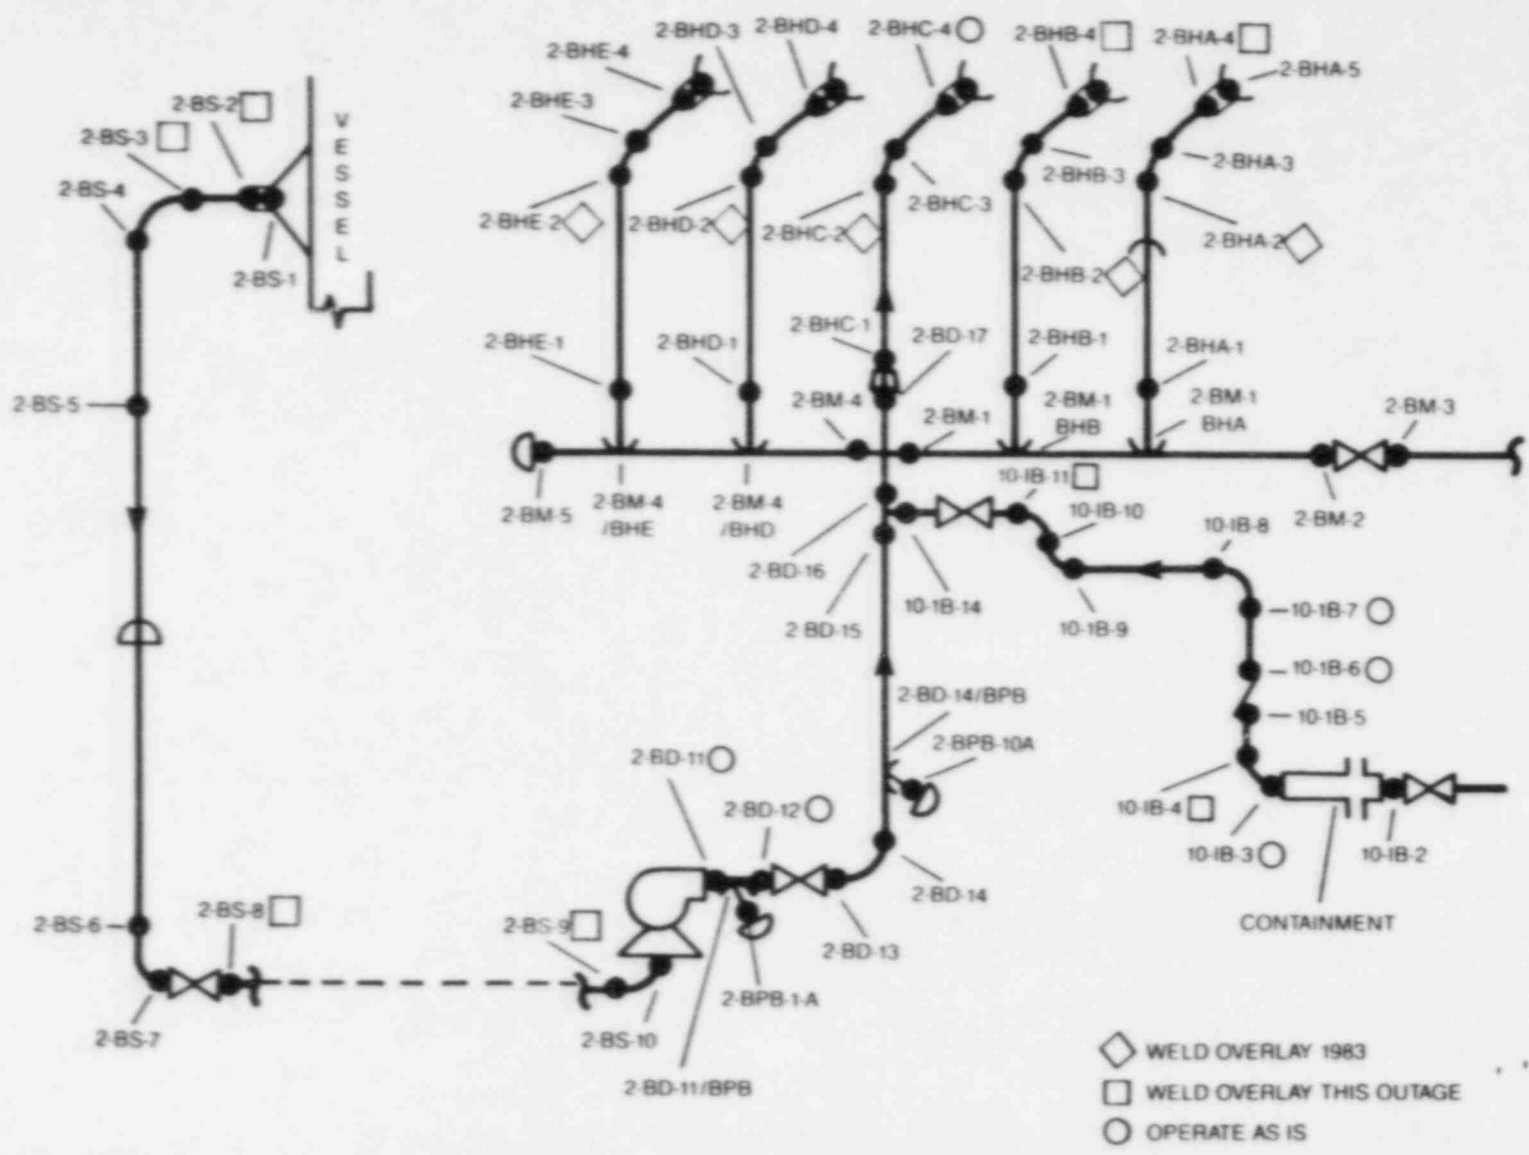 2-BHE-4
2-BHD-3
2-BHD-4
2-BHC-4
2-BHB-4
2-BHA-4
2-BHA-5
2-BHE-3
2-BS-2
2-BS-3
2-BS-4
VESSEL
2-BHA-3
2-BHB-3
2-BHC-3
2-BHE-2
2-BHD-2
2-BHC-2
2-BHA-2
2-BHB-2
2-BS-1
2-BHC-1
2-BD-17
2-BHB-1
2-BHA-1
2-BHE-1
2-BHD-1
2-BS-5
2-BM-4
2-BM-1
2-BM-1
BHB
2-BM-1
BHA
2-BM-3
10-IB-11
2-BM-5
2-BM-4
/BHE
2-BM-4
/BHD
10-IB-10
10-IB-8
2-BM-2
2-BD-16
10-1B-14
2-BD-15
10-1B-9
10-1B-7
10-1B-6
10-1B-5
2-BD-14/BPB
2-BPB-10A
2-BD-11
2-BD-12
10-IB-4
10-IB-3
10-IB-2
2-BD-14
CONTAINMENT
2-BS-6
2-BS-8
2-BS-9
2-BD-13
2-BPB-1-A
2-BS-7
2-BS-10
2-BD-11/BPB
WELD OVERLAY 1983
WELD OVERLAY THIS OUTAGE
OPERATE AS IS